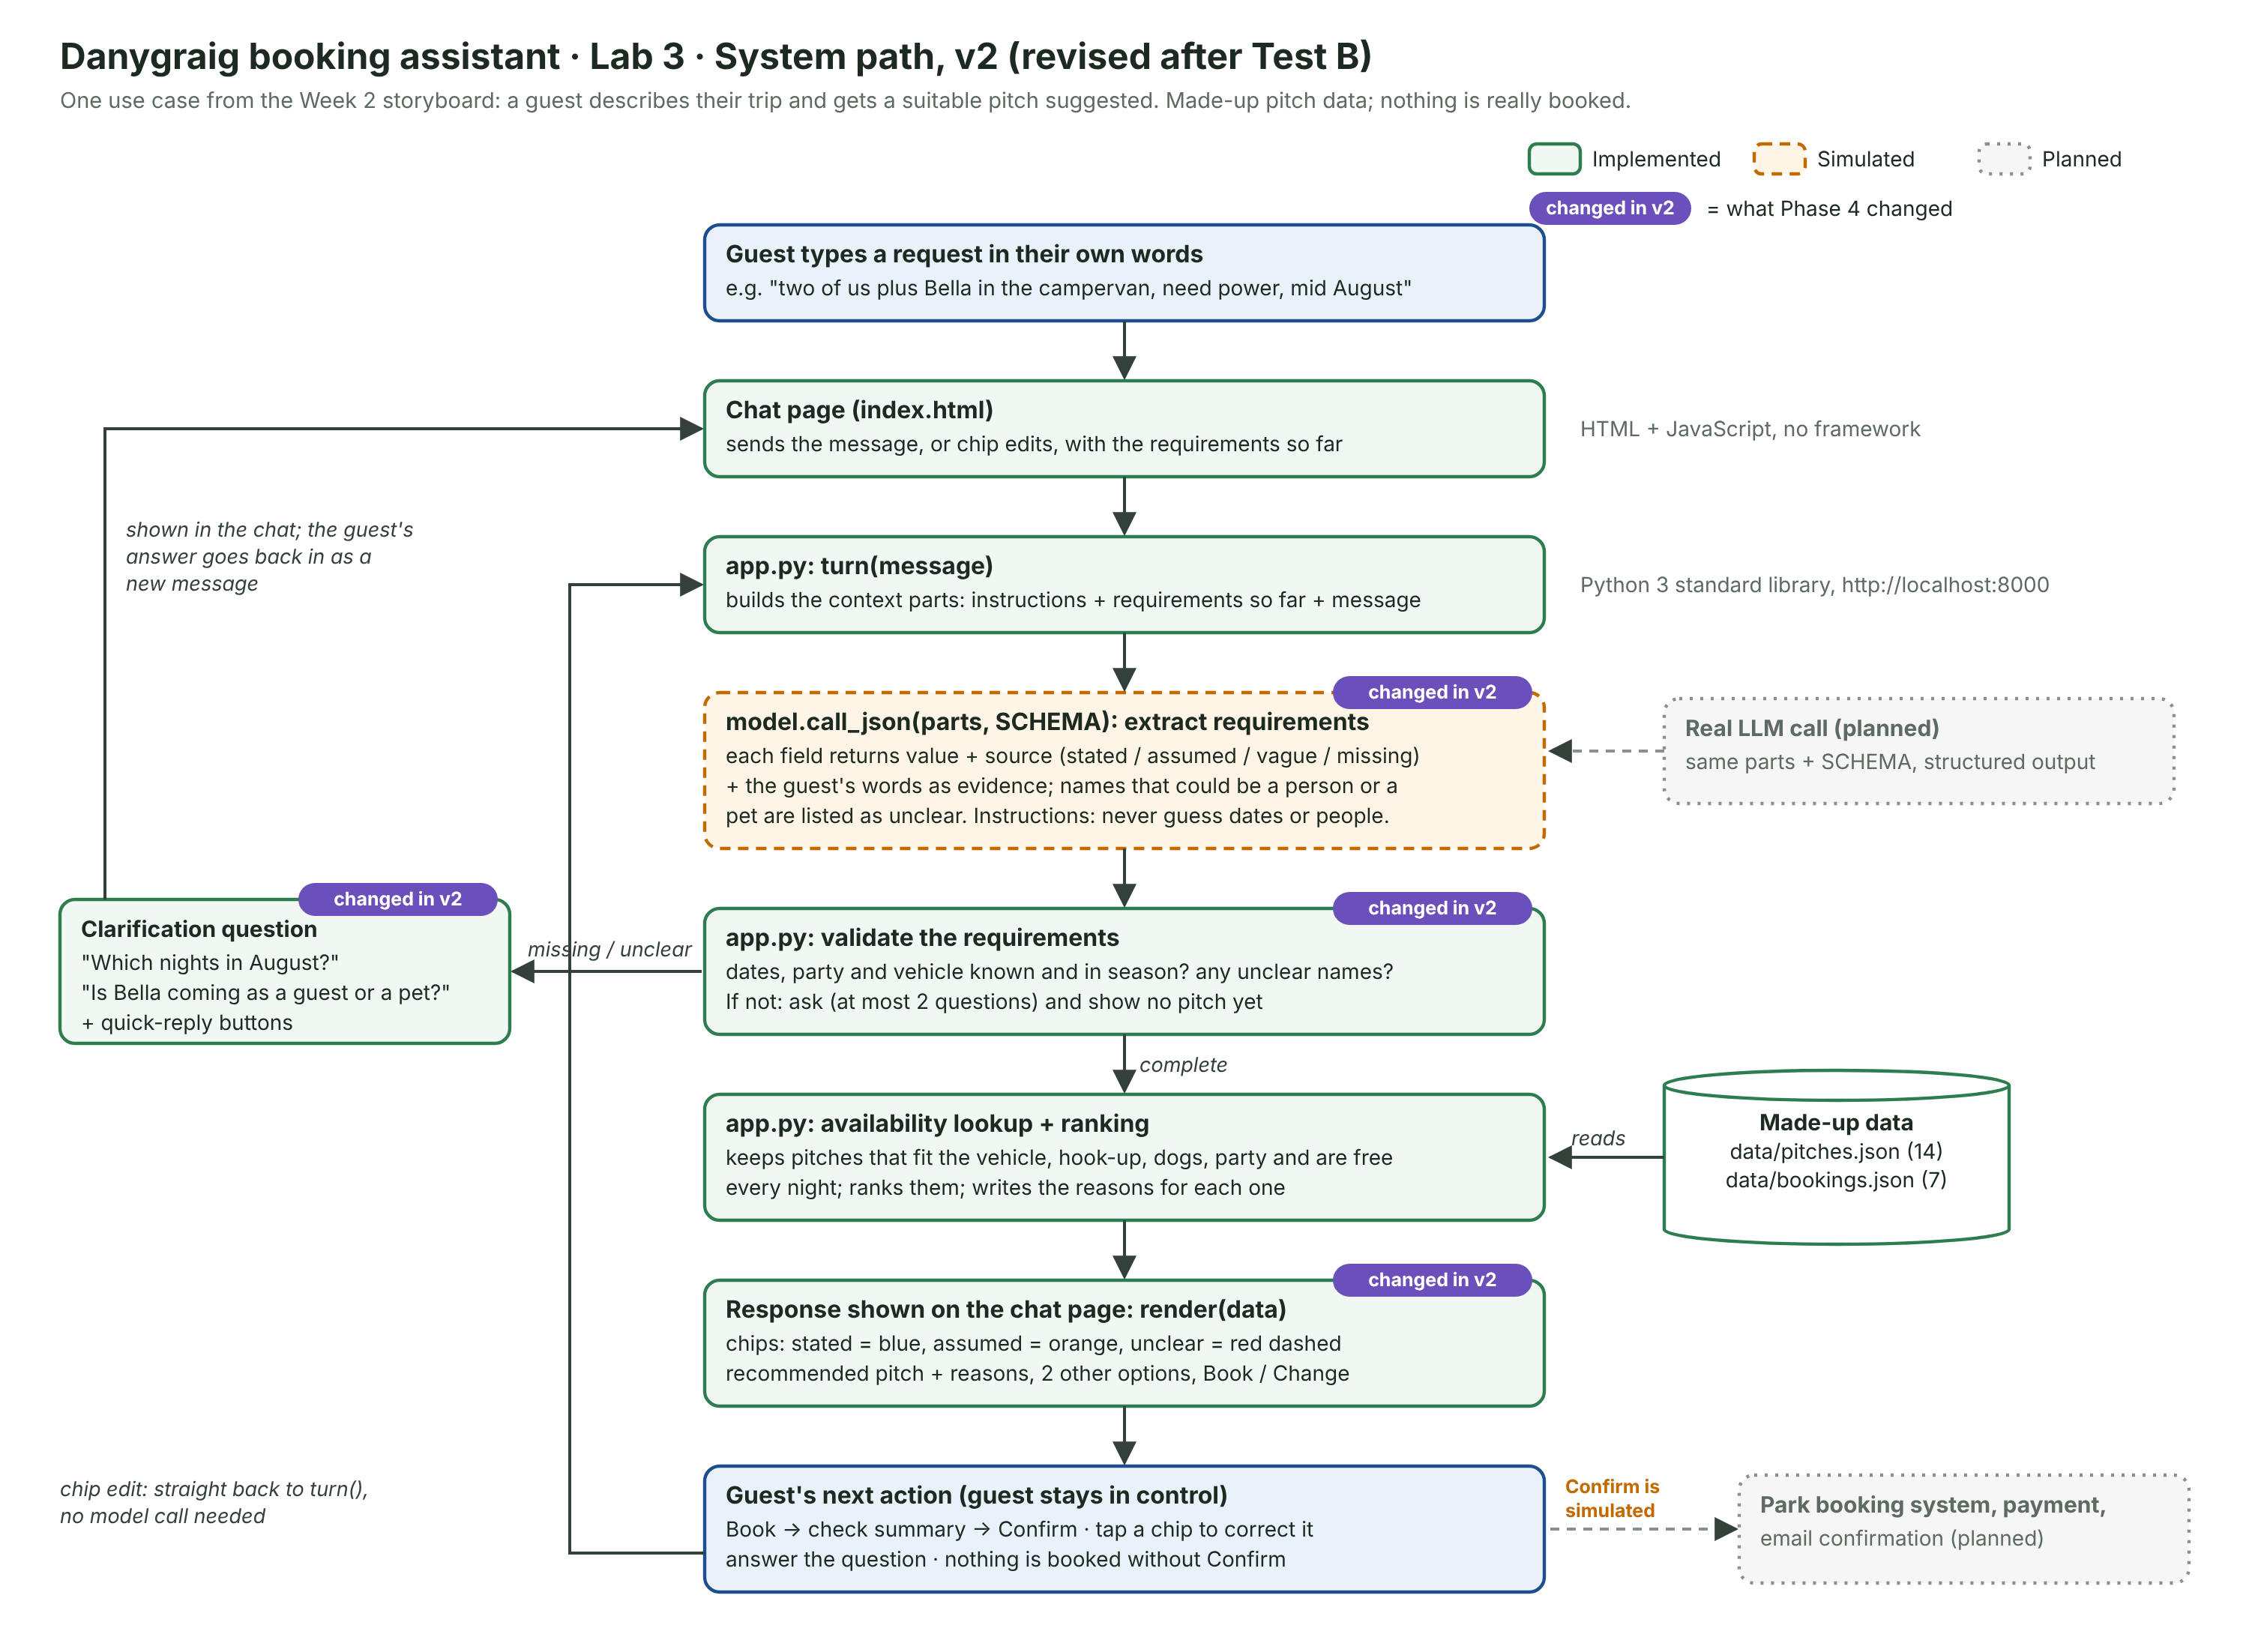 Danygraig booking assistant · Lab 3 · System path, v2 (revised after Test B)
One use case from the Week 2 storyboard: a guest describes their trip and gets a suitable pitch suggested. Made-up pitch data; nothing is really booked.
Implemented
Simulated
Planned
changed in v2 = what Phase 4 changed
Guest types a request in their own words
e.g. "two of us plus Bella in the campervan, need power, mid August"
Chat page (index.html)
sends the message, or chip edits, with the requirements so far
HTML + JavaScript, no framework
shown in the chat; the guest's
answer goes back in as a
new message
app.py: turn(message)
builds the context parts: instructions + requirements so far + message
Python 3 standard library, http://localhost:8000
changed in v2
model.call_json(parts, SCHEMA): extract requirements
each field returns value + source (stated / assumed / vague / missing)
+ the guest's words as evidence; names that could be a person or a
pet are listed as unclear. Instructions: never guess dates or people.
Real LLM call (planned)
same parts + SCHEMA, structured output
changed in v2
Clarification question
"Which nights in August?"
"Is Bella coming as a guest or a pet?"
+ quick-reply buttons
missing / unclear
changed in v2
app.py: validate the requirements
dates, party and vehicle known and in season? any unclear names?
If not: ask (at most 2 questions) and show no pitch yet
complete
app.py: availability lookup + ranking
keeps pitches that fit the vehicle, hook-up, dogs, party and are free
every night; ranks them; writes the reasons for each one
reads
Made-up data
data/pitches.json (14)
data/bookings.json (7)
changed in v2
Response shown on the chat page: render(data)
chips: stated = blue, assumed = orange, unclear = red dashed
recommended pitch + reasons, 2 other options, Book / Change
chip edit: straight back to turn(),
no model call needed
Guest's next action (guest stays in control)
Book → check summary → Confirm · tap a chip to correct it
answer the question · nothing is booked without Confirm
Confirm is
simulated
Park booking system, payment,
email confirmation (planned)